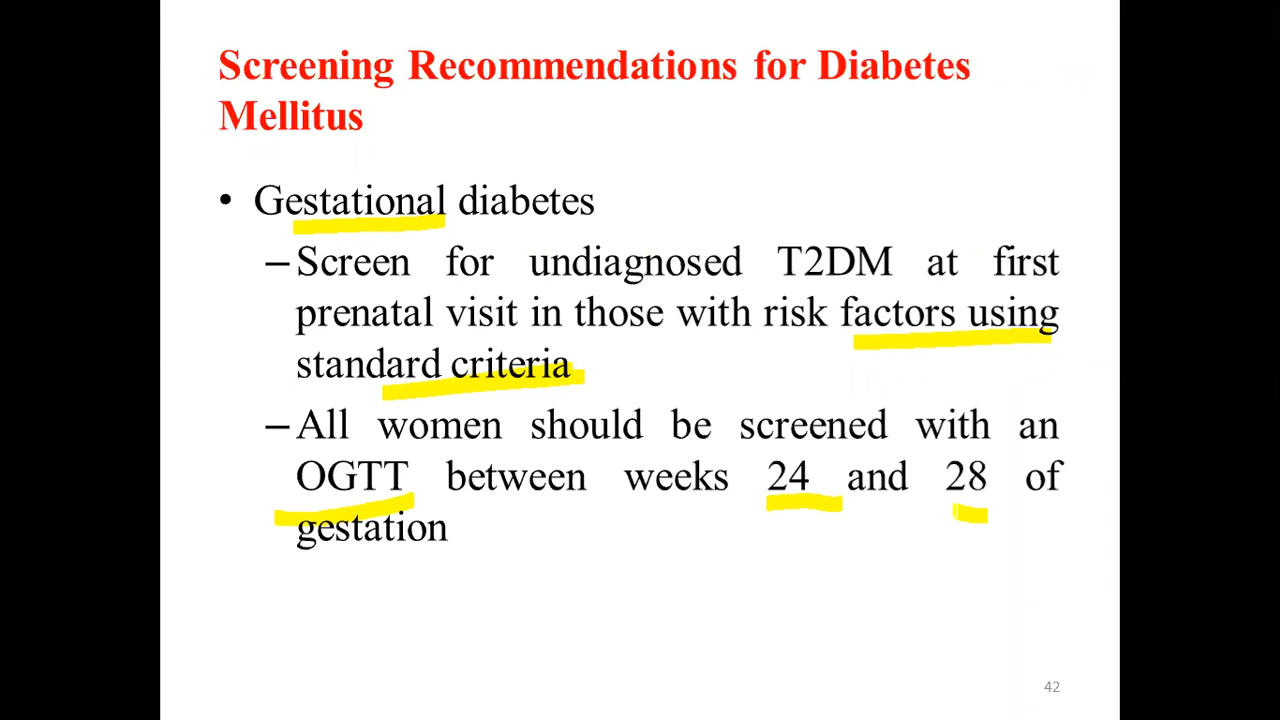 Screening Recommendations for Diabetes
Mellitus
• Gestational diabetes
– Screen for undiagnosed T2DM at first
prenatal visit in those with risk factors using
standard criteria
– All women should be screened with an
OGTT between weeks 24 and 28 of
gestation
42